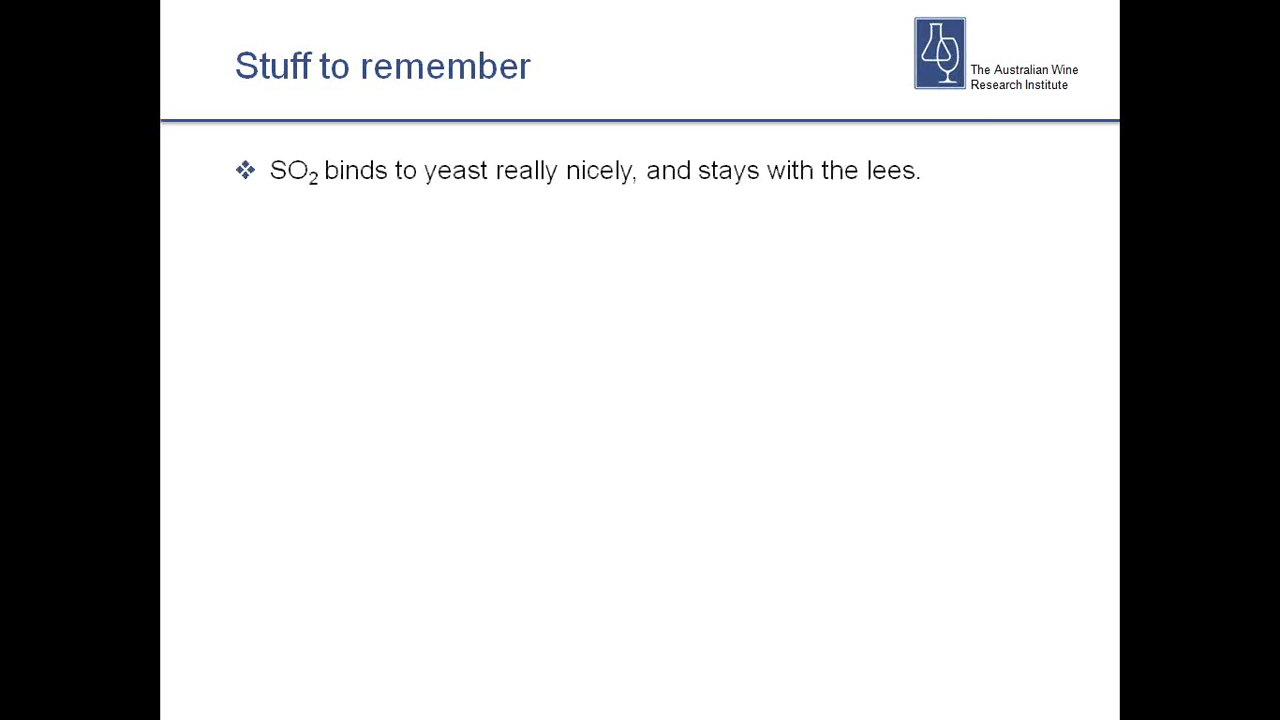 Stuff to remember
The Australian Wine
Research Institute
❖ SO₂ binds to yeast really nicely, and stays with the lees.